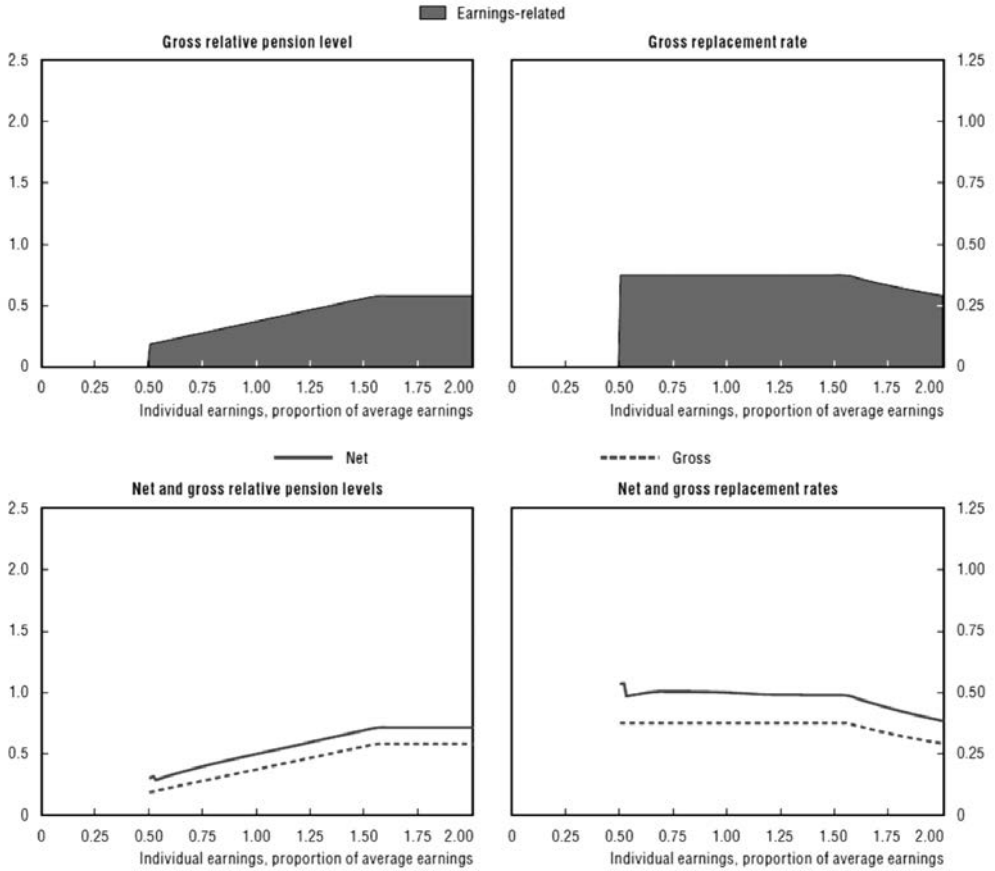 Earnings-related
Gross relative pension level
Gross replacement rate
2.5
2.0
1.5
1.0
0.5
0
0 0.25 0.50 0.75 1.00 1.25 1.50 1.75 2.00
Individual earnings, proportion of average earnings
1.25
1.00
0.75
0.50
0.25
0
0 0.25 0.50 0.75 1.00 1.25 1.50 1.75 2.00
Individual earnings, proportion of average earnings
Net Gross
Net and gross relative pension levels
Net and gross replacement rates
2.5
2.0
1.5
1.0
0.5
0
0 0.25 0.50 0.75 1.00 1.25 1.50 1.75 2.00
Individual earnings, proportion of average earnings
1.25
1.00
0.75
0.50
0.25
0
0 0.25 0.50 0.75 1.00 1.25 1.50 1.75 2.00
Individual earnings, proportion of average earnings